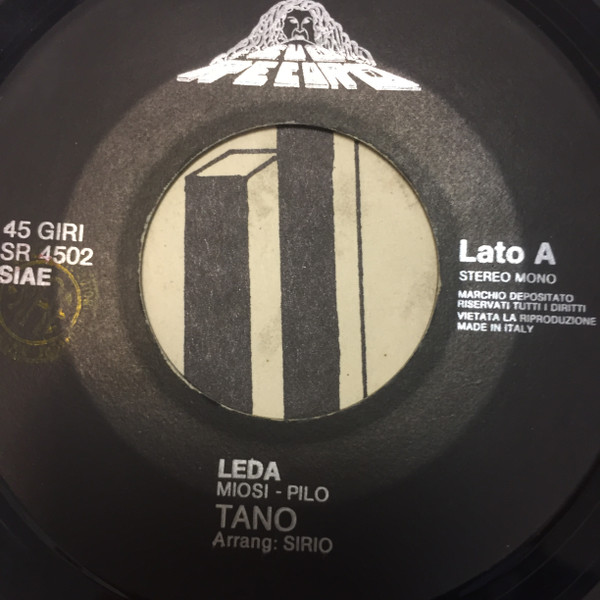 RECORD
45 GIRI
SR 4502
SIAE
Lato A
STEREO MONO
MARCHIO DEPOSITATO
RISERVATI TUTTI I DIRITTI
VIETATA LA RIPRODUZIONE
MADE IN ITALY
LEDA
MIOSI - PILO
TANO
Arrang: SIRIO